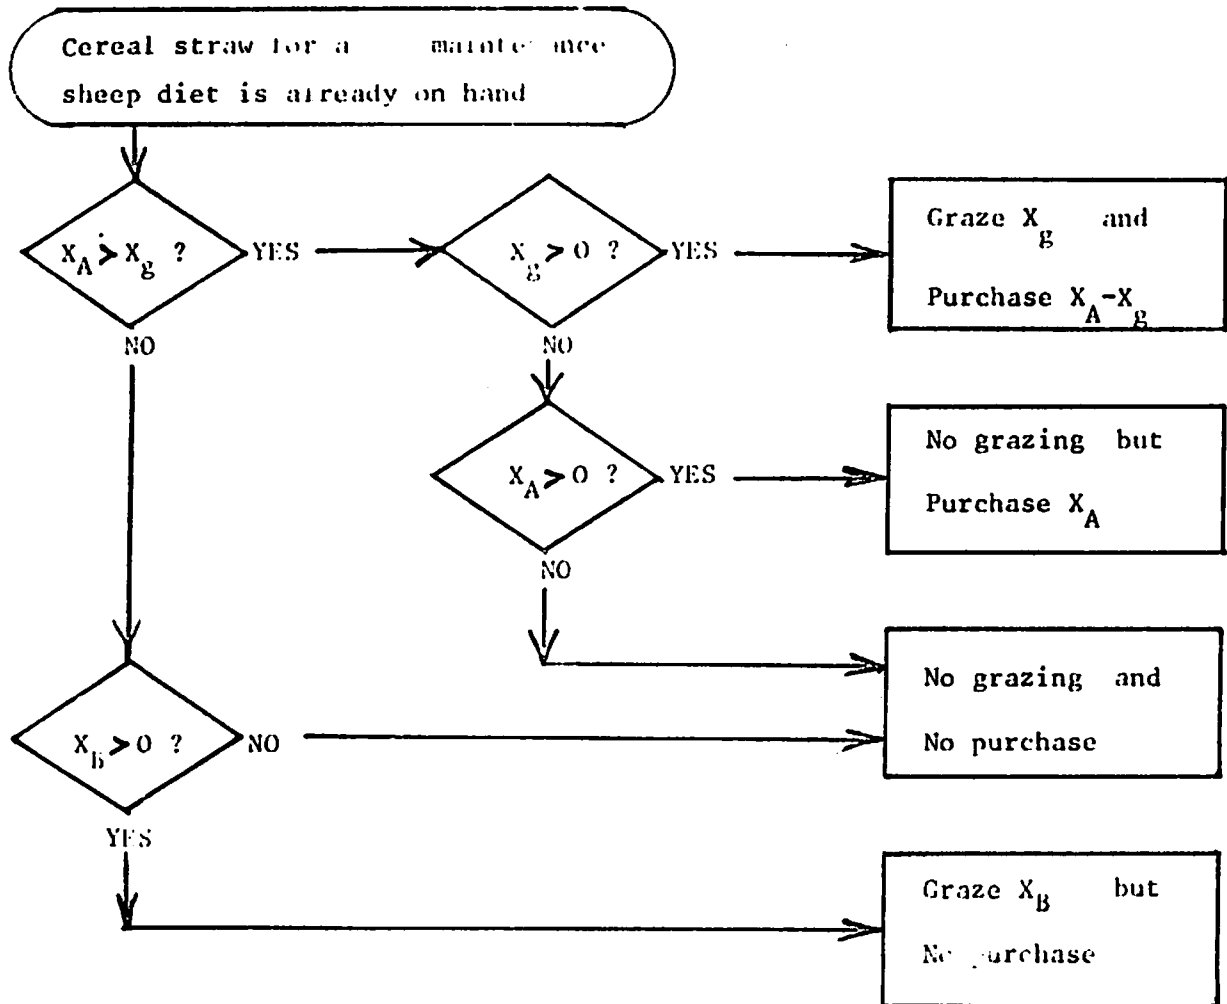 Cereal straw for a
sheep diet is already on hand
X_A > X_g ?
YES
X_g > 0 ?
YES
Graze X_g and
Purchase X_A-X_g
NO
NO
X_A > 0 ?
YES
No grazing but
Purchase X_A
NO
No grazing and
No purchase
X_B > 0 ?
NO
YES
Graze X_B but
No purchase